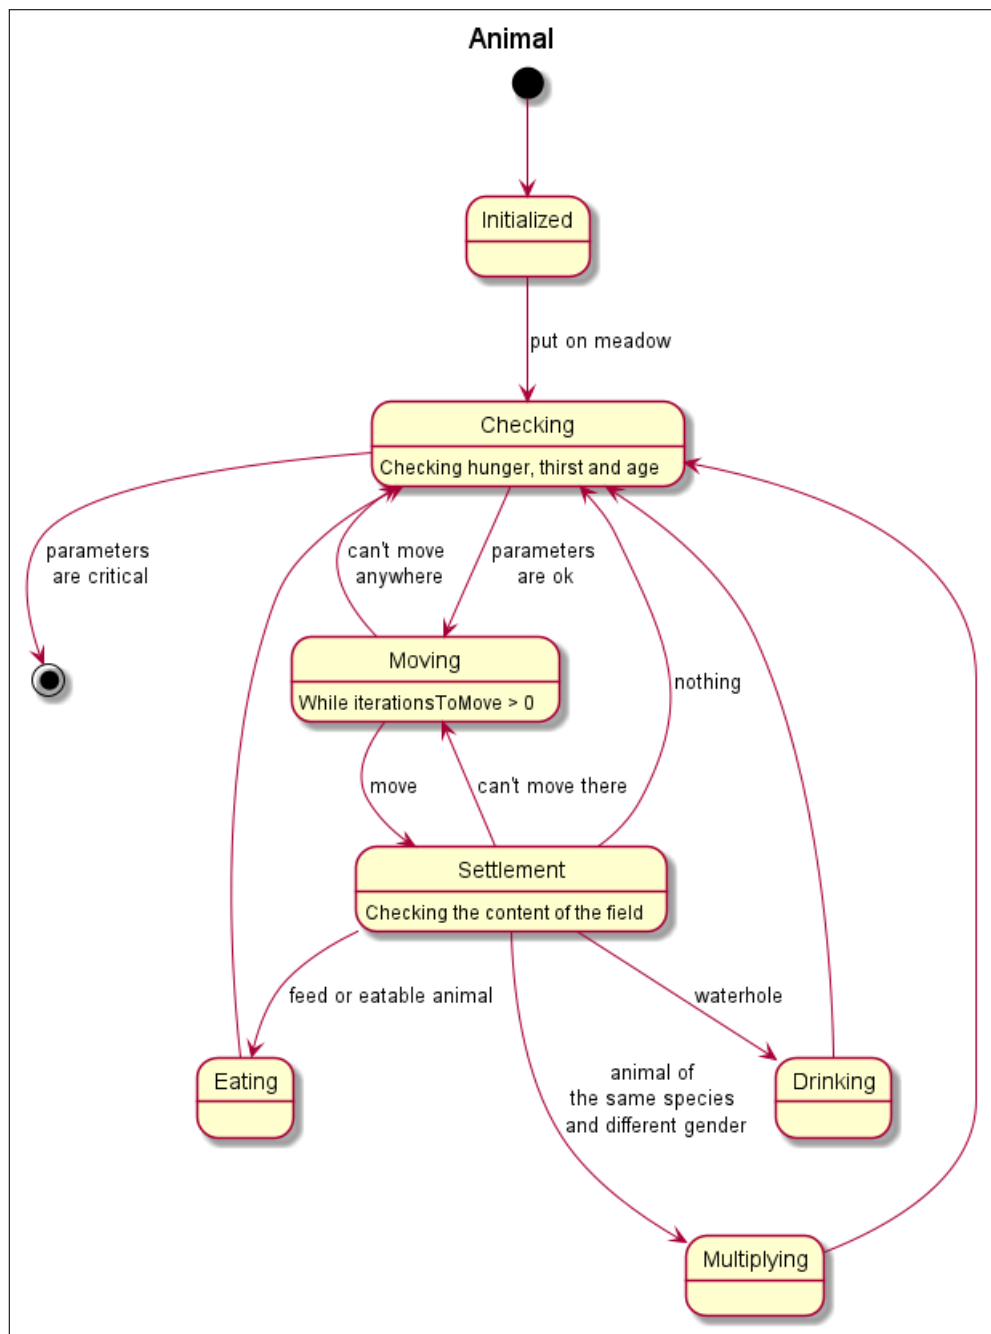 Animal
Initialized
put on meadow
Checking
Checking hunger, thirst and age
parameters
are critical
can't move
anywhere
parameters
are ok
Moving
While iterationsToMove > 0
nothing
move
can't move there
Settlement
Checking the content of the field
feed or eatable animal
waterhole
Eating
animal of
the same species
and different gender
Drinking
Multiplying